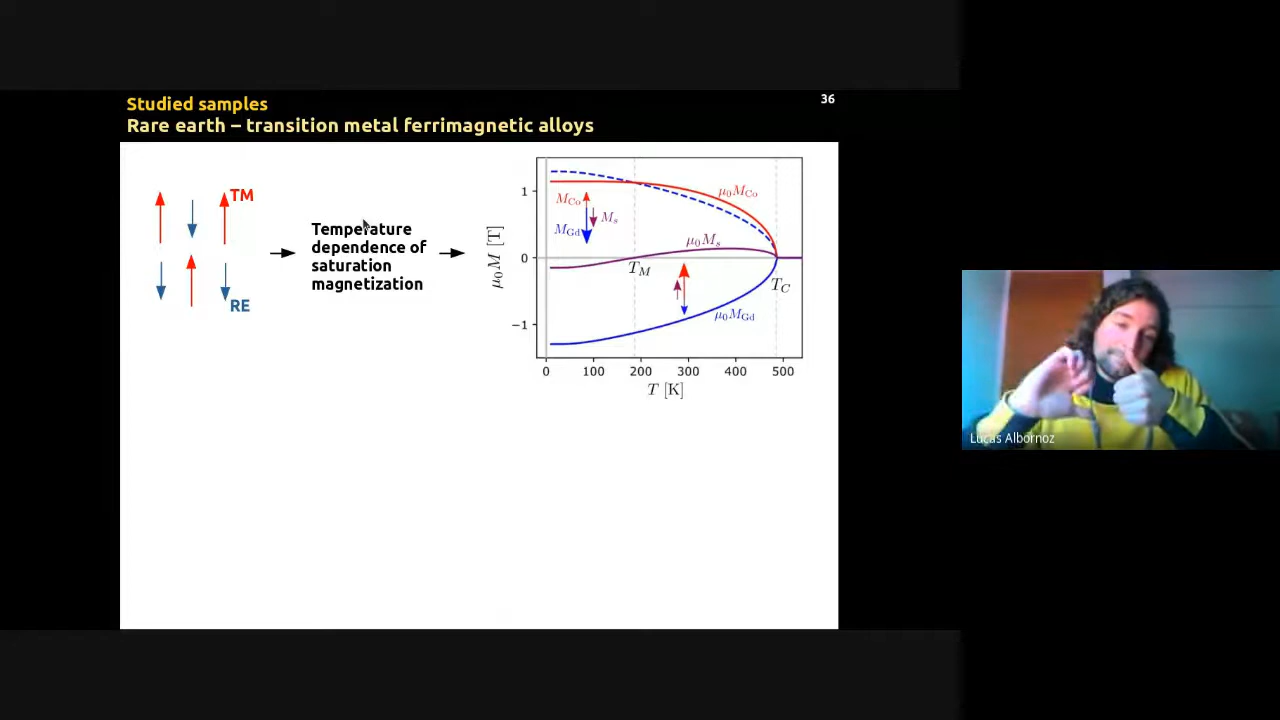 Studied samples
36
Rare earth – transition metal ferrimagnetic alloys
TM
RE
Temperature
dependence of
saturation
magnetization
μ₀M [T]
1
0
−1
M_Co
M_s
M_Gd
μ₀M_Co
μ₀M_s
T_M
T_C
μ₀M_Gd
0 100 200 300 400 500
T [K]
Lucas Albornoz